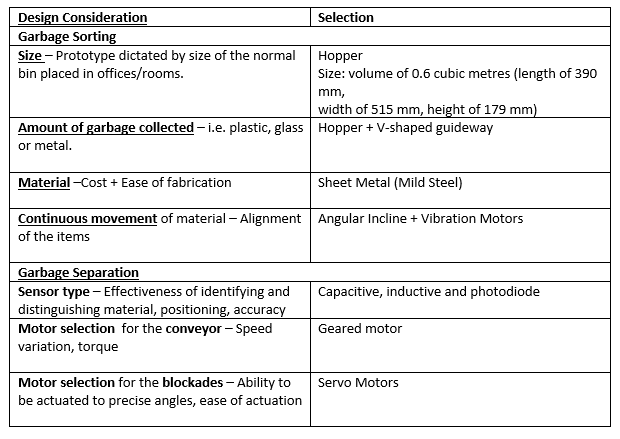 Design Consideration Selection
Garbage Sorting
Size – Prototype dictated by size of the normal
bin placed in offices/rooms.
Hopper
Size: volume of 0.6 cubic metres (length of 390
mm,
width of 515 mm, height of 179 mm)
Amount of garbage collected – i.e. plastic, glass
or metal.
Hopper + V-shaped guideway
Material –Cost + Ease of fabrication
Sheet Metal (Mild Steel)
Continuous movement of material – Alignment
of the items
Angular Incline + Vibration Motors
Garbage Separation
Sensor type – Effectiveness of identifying and
distinguishing material, positioning, accuracy
Capacitive, inductive and photodiode
Motor selection for the conveyor – Speed
variation, torque
Geared motor
Motor selection for the blockades – Ability to
be actuated to precise angles, ease of actuation
Servo Motors